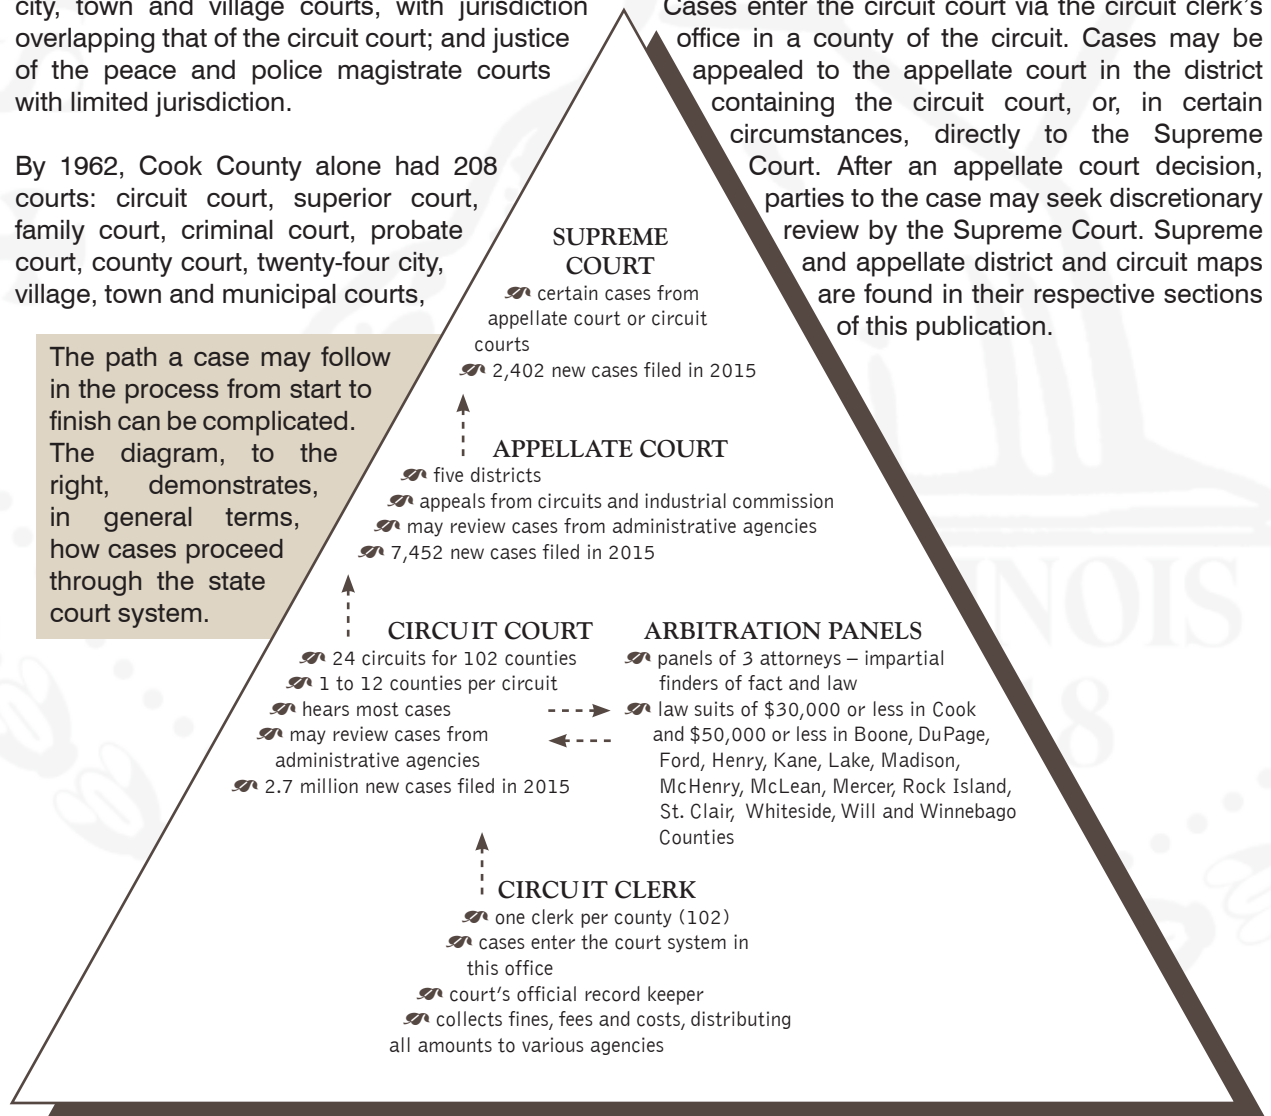 city, town and village courts, with jurisdiction
overlapping that of the circuit court; and justice
of the peace and police magistrate courts
with limited jurisdiction.
By 1962, Cook County alone had 208
courts: circuit court, superior court,
family court, criminal court, probate
court, county court, twenty-four city,
village, town and municipal courts,
Cases enter the circuit court via the circuit clerk's
office in a county of the circuit. Cases may be
appealed to the appellate court in the district
containing the circuit court, or, in certain
circumstances, directly to the Supreme
Court. After an appellate court decision,
parties to the case may seek discretionary
review by the Supreme Court. Supreme
and appellate district and circuit maps
are found in their respective sections
of this publication.
The path a case may follow
in the process from start to
finish can be complicated.
The diagram, to the
right, demonstrates,
in general terms,
how cases proceed
through the state
court system.
SUPREME
COURT
certain cases from
appellate court or circuit
courts
2,402 new cases filed in 2015
APPELLATE COURT
five districts
appeals from circuits and industrial commission
may review cases from administrative agencies
7,452 new cases filed in 2015
CIRCUIT COURT
24 circuits for 102 counties
1 to 12 counties per circuit
hears most cases
may review cases from
administrative agencies
2.7 million new cases filed in 2015
ARBITRATION PANELS
panels of 3 attorneys – impartial
finders of fact and law
law suits of $30,000 or less in Cook
and $50,000 or less in Boone, DuPage,
Ford, Henry, Kane, Lake, Madison,
McHenry, McLean, Mercer, Rock Island,
St. Clair, Whiteside, Will and Winnebago
Counties
CIRCUIT CLERK
one clerk per county (102)
cases enter the court system in
this office
court's official record keeper
collects fines, fees and costs, distributing
all amounts to various agencies
NOIS
8